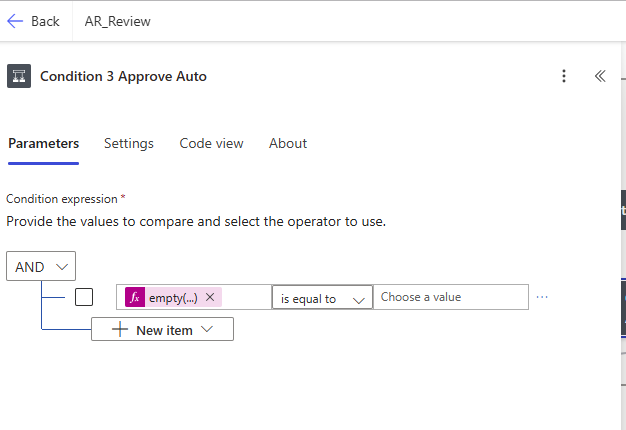 Back AR_Review
Condition 3 Approve Auto
Parameters Settings Code view About
Condition expression *
Provide the values to compare and select the operator to use.
AND
fx empty(...) is equal to Choose a value
New item